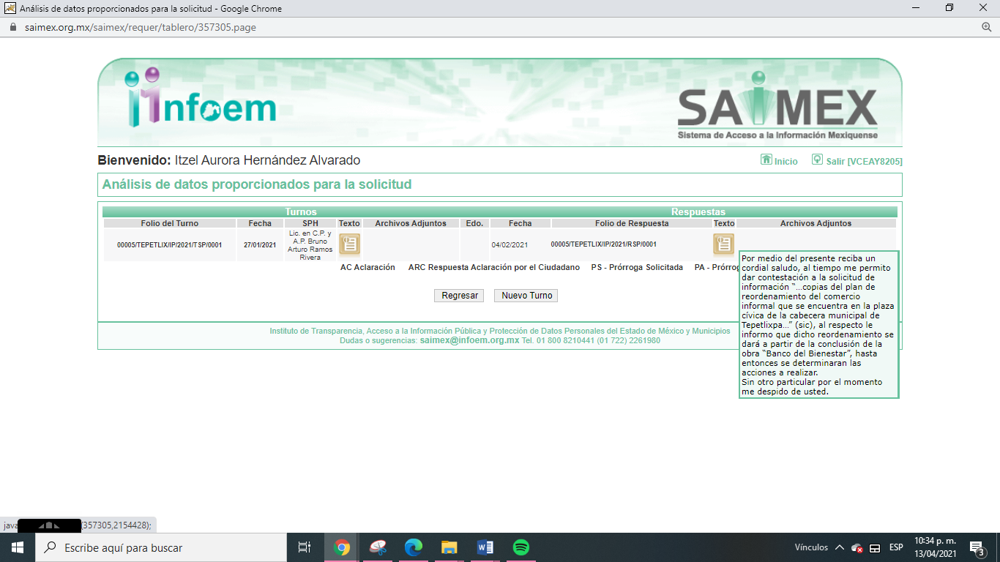 Análisis de datos proporcionados para la solicitud - Google Chrome
saimex.org.mx/saimex/requer/tablero/357305.page
infoem
SAIMEX
Sistema de Acceso a la Información Mexiquense
Bienvenido: Itzel Aurora Hernández Alvarado
Inicio
Salir [VCEAY8205]
Análisis de datos proporcionados para la solicitud
Turnos
Respuestas
Folio del Turno Fecha SPH Texto Archivos Adjuntos Edo. Fecha Folio de Respuesta Texto Archivos Adjuntos
00005/TEPETLIX/IP/2021/TSP/0001 27/01/2021
Lic. en C.P. y
A.P. Bruno
Arturo Ramos
Rivera
04/02/2021 00005/TEPETLIX/IP/2021/RSP/0001
AC Aclaración ARC Respuesta Aclaración por el Ciudadano PS - Prórroga Solicitada PA - Prórrog
Por medio del presente reciba un
cordial saludo, al tiempo me permito
dar contestación a la solicitud de
información “...copias del plan de
reordenamiento del comercio
informal que se encuentra en la plaza
cívica de la cabecera municipal de
Tepetlixpa...” (sic), al respecto le
informo que dicho reordenamiento se
dará a partir de la conclusión de la
obra “Banco del Bienestar”, hasta
entonces se determinaran las
acciones a realizar.
Sin otro particular por el momento
me despido de usted.
Regresar
Nuevo Turno
Instituto de Transparencia, Acceso a la Información Pública y Protección de Datos Personales del Estado de México y Municipios
Dudas o sugerencias: saimex@infoem.org.mx Tel. 01 800 8210441 (01 722) 2261980
java
(357305,2154428);
Escribe aquí para buscar
Vínculos
ESP
10:34 p. m.
13/04/2021
3